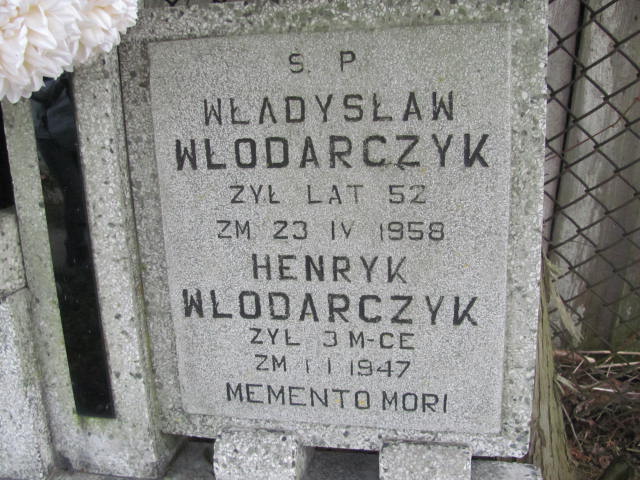 Ś. P
WŁADYSŁAW
WŁODARCZYK
ŻYŁ LAT 52
ZM 23 IV 1958
HENRYK
WŁODARCZYK
ŻYŁ 3 M-CE
ZM 1 I 1947
MEMENTO MORI